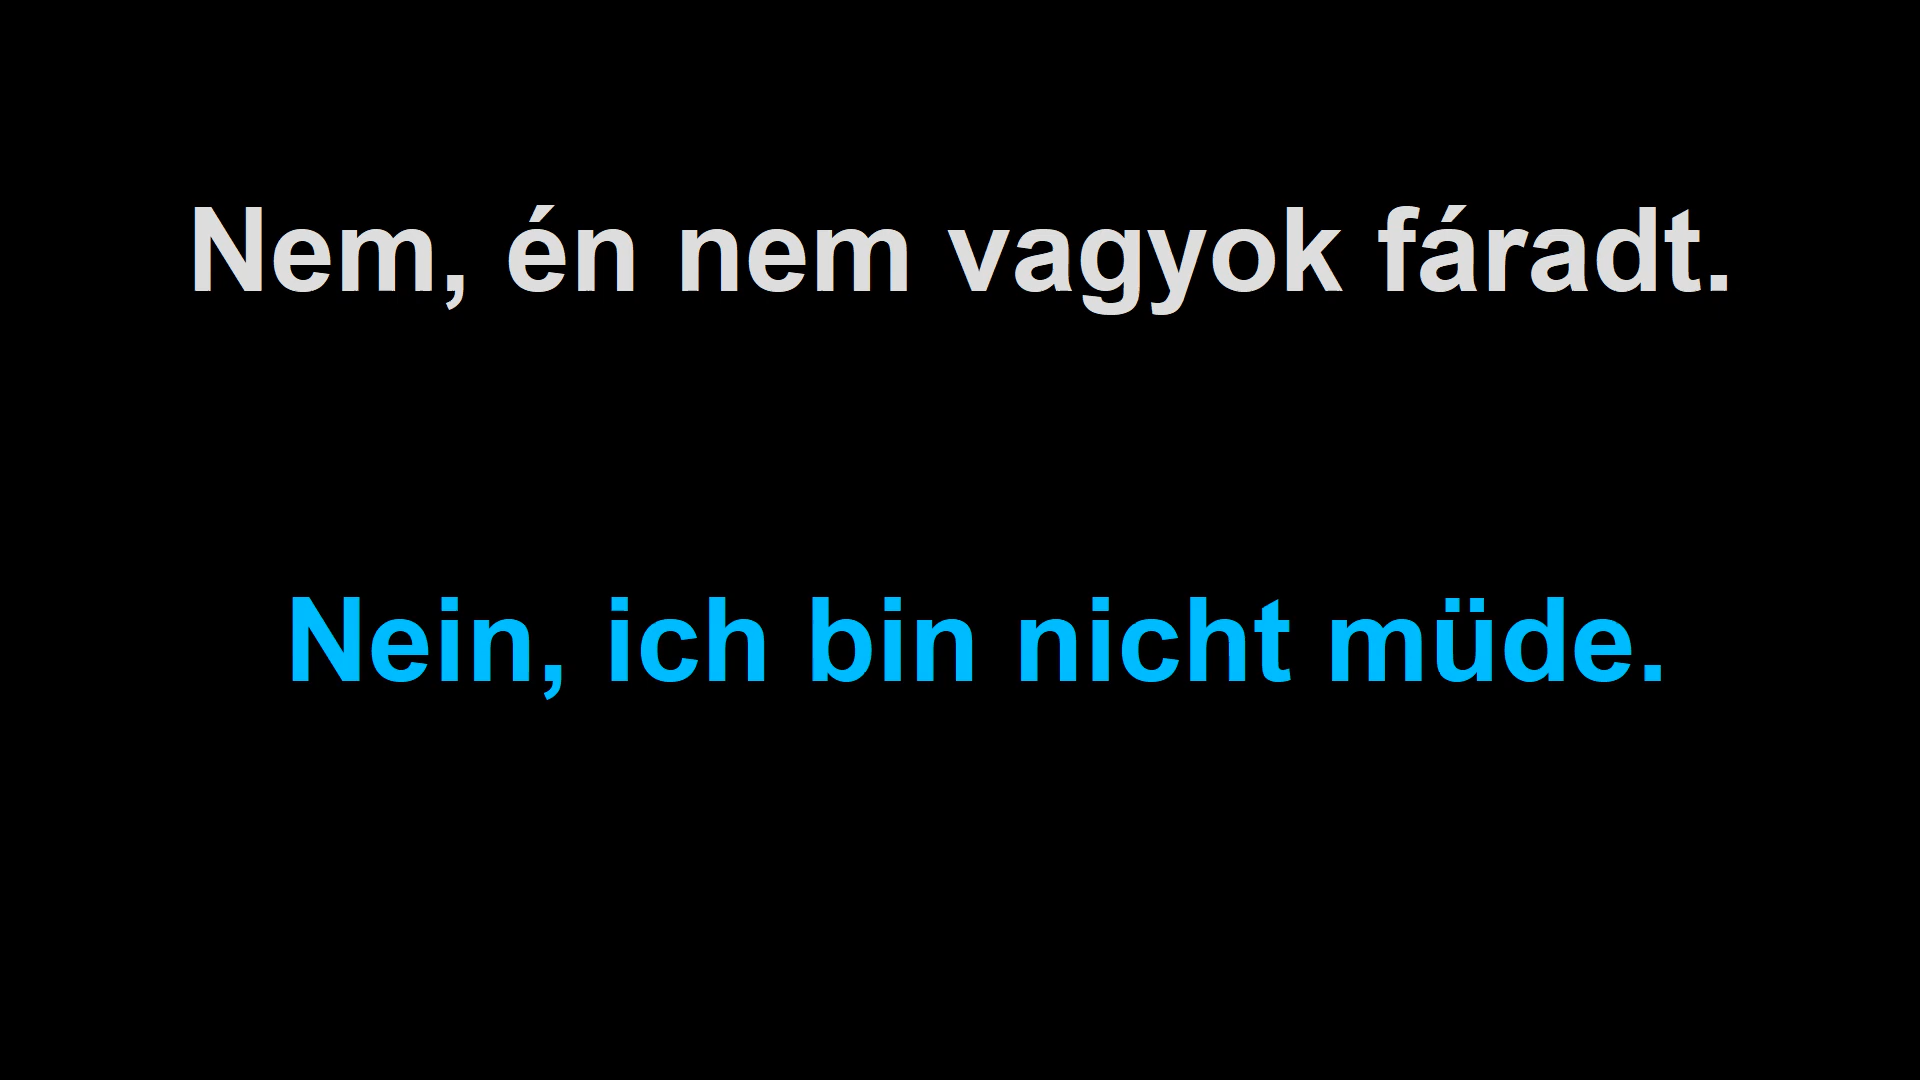 Nem, én nem vagyok fáradt.
Nein, ich bin nicht müde.